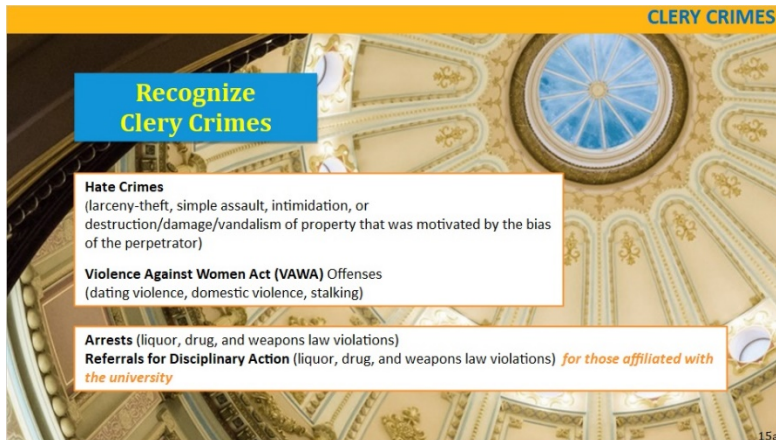 CLERY CRIMES
Recognize
Clery Crimes
Hate Crimes
(larceny-theft, simple assault, intimidation, or
destruction/damage/vandalism of property that was motivated by the bias
of the perpetrator)
Violence Against Women Act (VAWA) Offenses
(dating violence, domestic violence, stalking)
Arrests (liquor, drug, and weapons law violations)
Referrals for Disciplinary Action (liquor, drug, and weapons law violations) for those affiliated with
the university
15